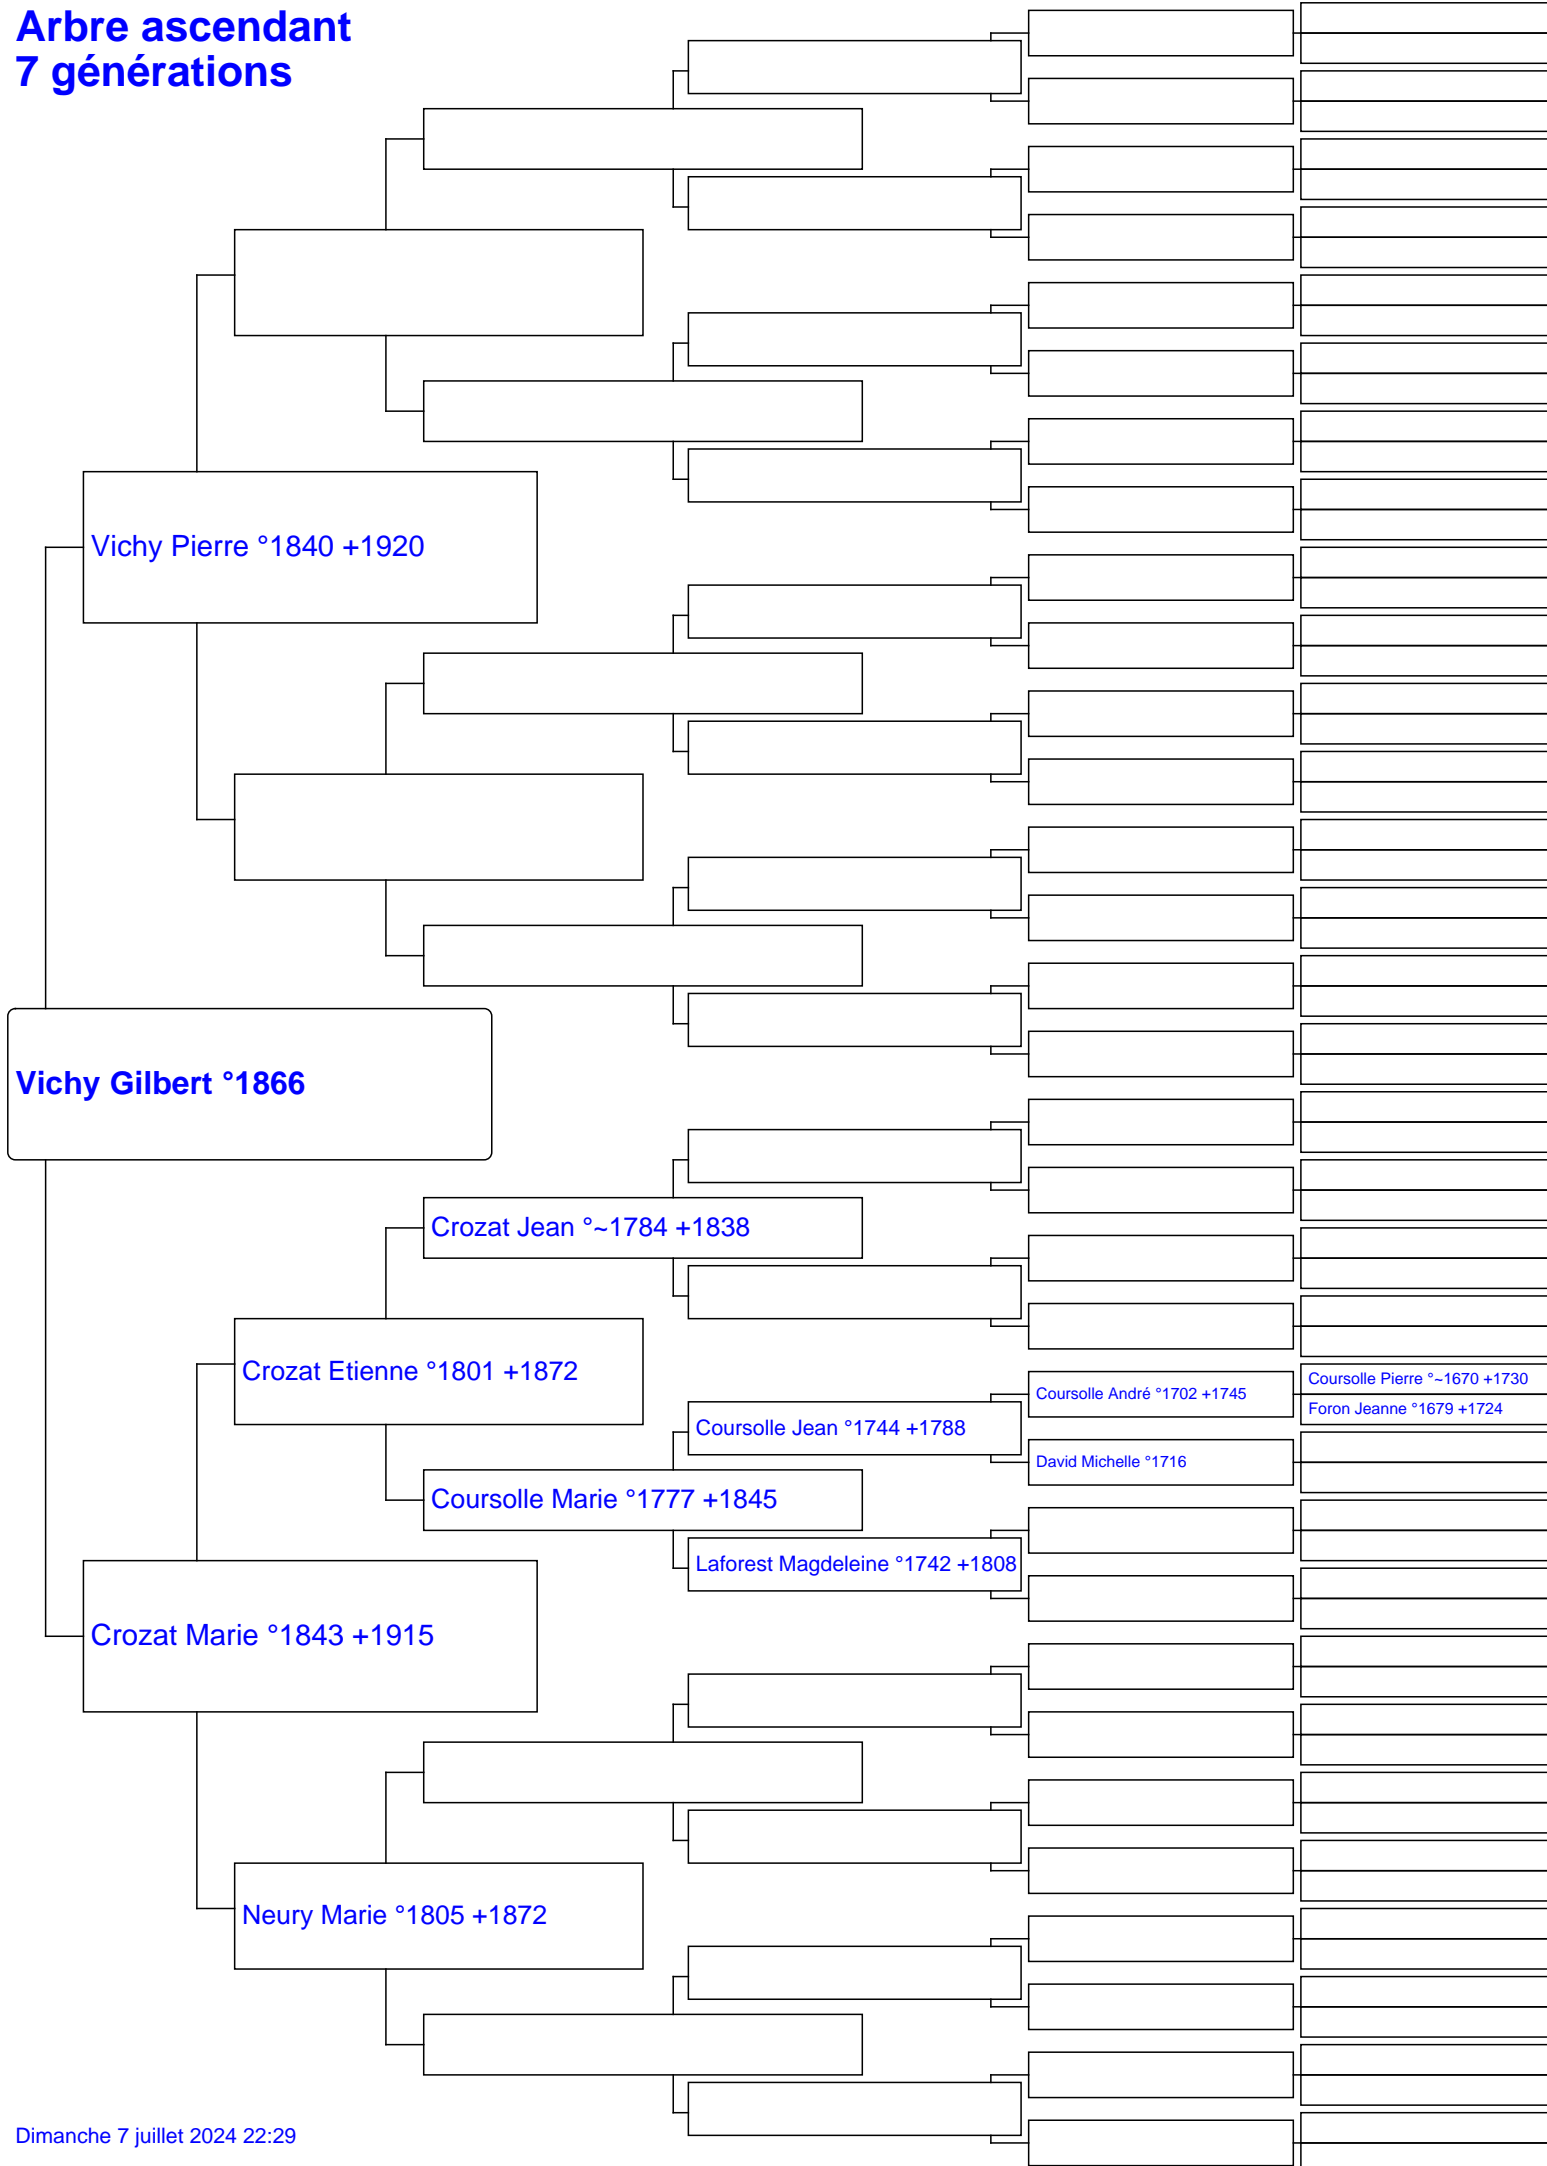 Arbre ascendant
7 générations
Vichy Pierre °1840 +1920
Vichy Gilbert °1866
Crozat Jean °~1784 +1838
Crozat Etienne °1801 +1872
Coursolle Pierre °~1670 +1730
Coursolle André °1702 +1745
Foron Jeanne °1679 +1724
Coursolle Jean °1744 +1788
David Michelle °1716
Coursolle Marie °1777 +1845
Laforest Magdeleine °1742 +1808
Crozat Marie °1843 +1915
Neury Marie °1805 +1872
Dimanche 7 juillet 2024 22:29